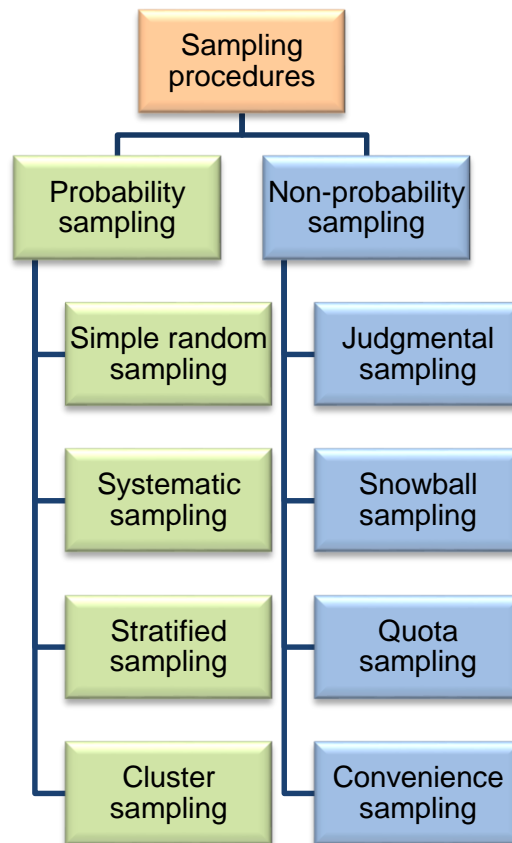 Sampling
procedures
Probability
sampling
Non-probability
sampling
Simple random
sampling
Judgmental
sampling
Systematic
sampling
Snowball
sampling
Stratified
sampling
Quota
sampling
Cluster
sampling
Convenience
sampling